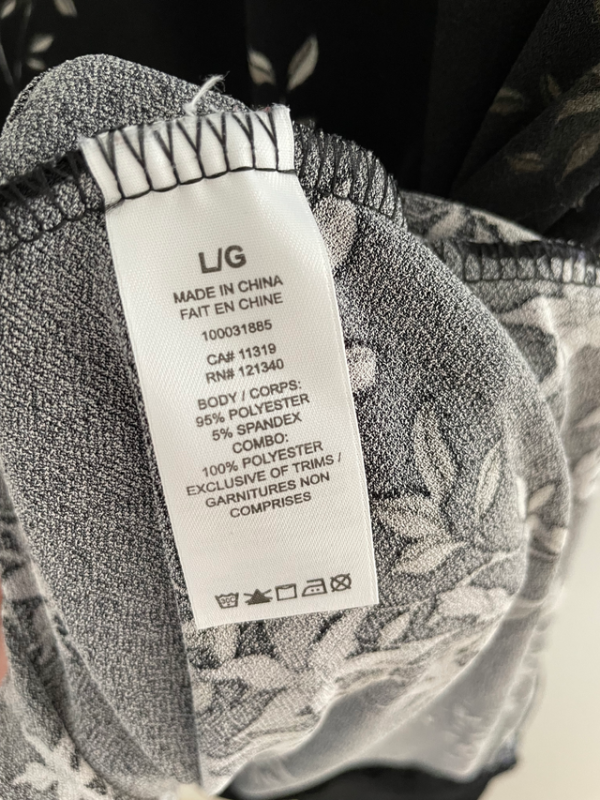 L/G
MADE IN CHINA
FAIT EN CHINE
100031885
CA# 11319
RN# 121340
BODY / CORPS:
95% POLYESTER
5% SPANDEX
COMBO:
100% POLYESTER
EXCLUSIVE OF TRIMS /
GARNITURES NON
COMPRISES